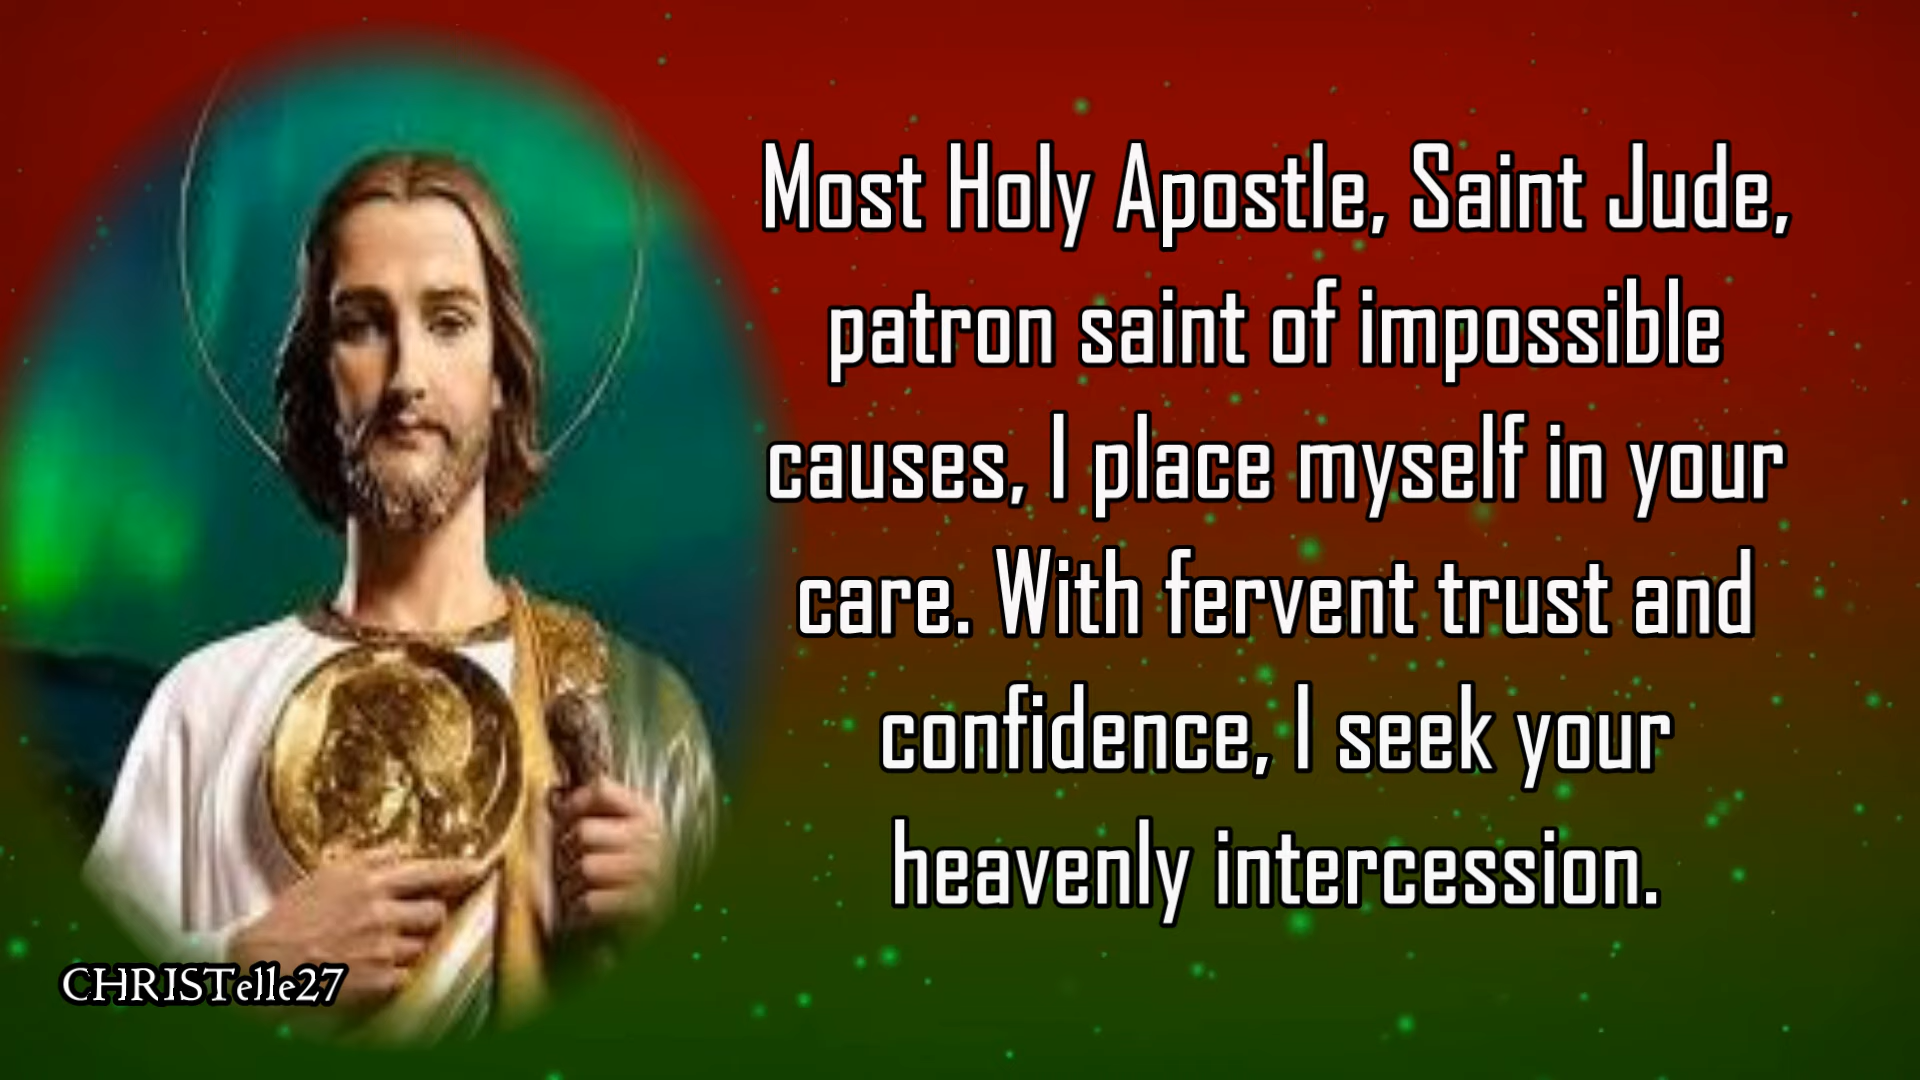 Most Holy Apostle, Saint Jude,
patron saint of impossible
causes, I place myself in your
care. With fervent trust and
confidence, I seek your
heavenly intercession.
CHRISTelle27